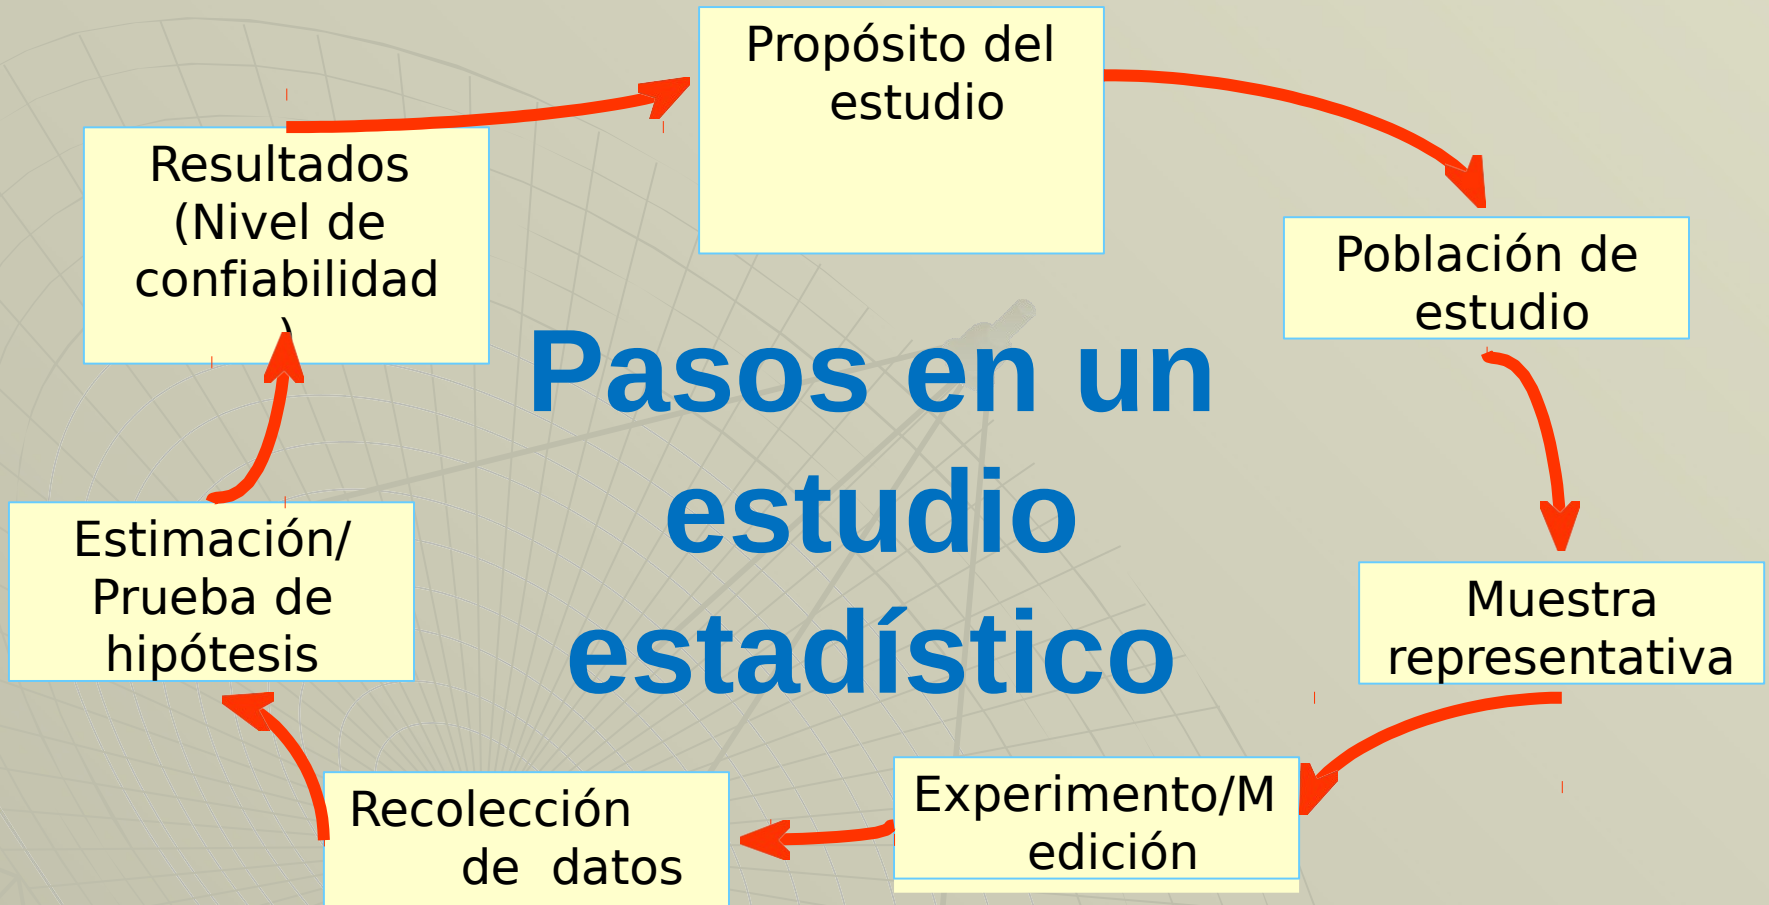 Propósito del
estudio
Población de
estudio
Muestra
representativa
Experimento/M
edición
Recolección
de datos
Estimación/
Prueba de
hipótesis
Resultados
(Nivel de
confiabilidad
)
Pasos en un
estudio
estadístico